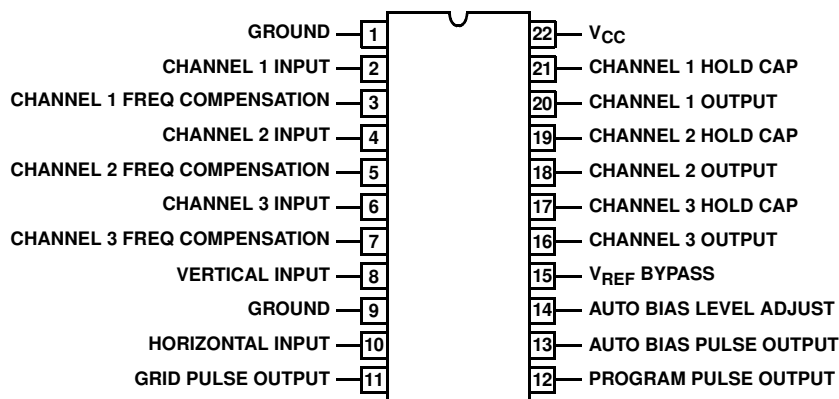 GROUND 1 22 VCC
CHANNEL 1 INPUT 2 21 CHANNEL 1 HOLD CAP
CHANNEL 1 FREQ COMPENSATION 3 20 CHANNEL 1 OUTPUT
CHANNEL 2 INPUT 4 19 CHANNEL 2 HOLD CAP
CHANNEL 2 FREQ COMPENSATION 5 18 CHANNEL 2 OUTPUT
CHANNEL 3 INPUT 6 17 CHANNEL 3 HOLD CAP
CHANNEL 3 FREQ COMPENSATION 7 16 CHANNEL 3 OUTPUT
VERTICAL INPUT 8 15 VREF BYPASS
GROUND 9 14 AUTO BIAS LEVEL ADJUST
HORIZONTAL INPUT 10 13 AUTO BIAS PULSE OUTPUT
GRID PULSE OUTPUT 11 12 PROGRAM PULSE OUTPUT